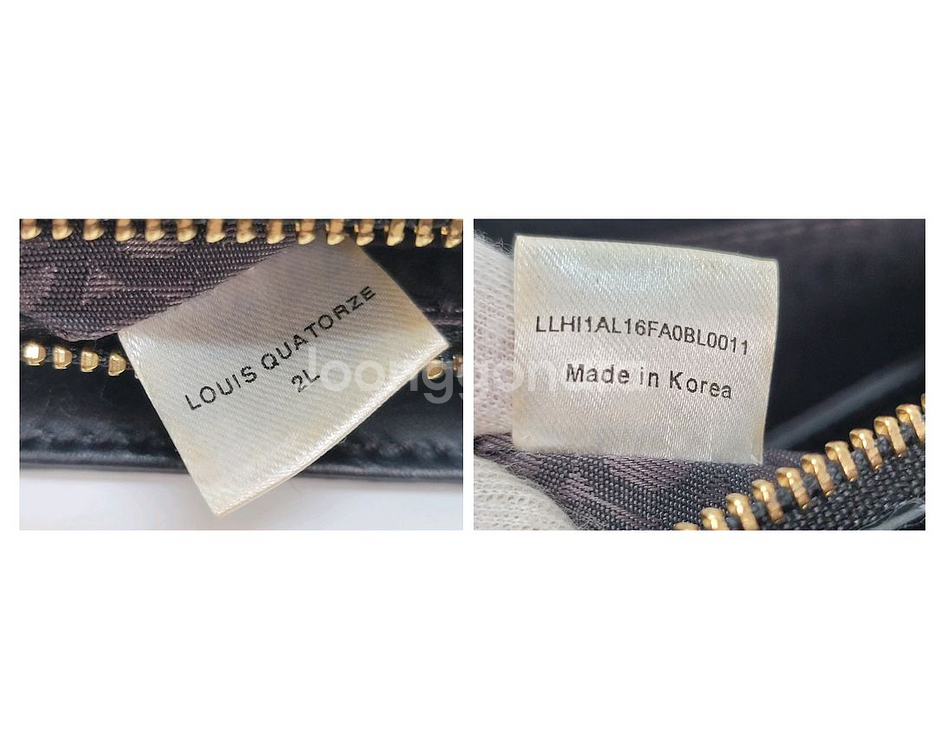 LOUIS QUATORZE
2L
LLHI1AL16FA0BL0011
Made in Korea